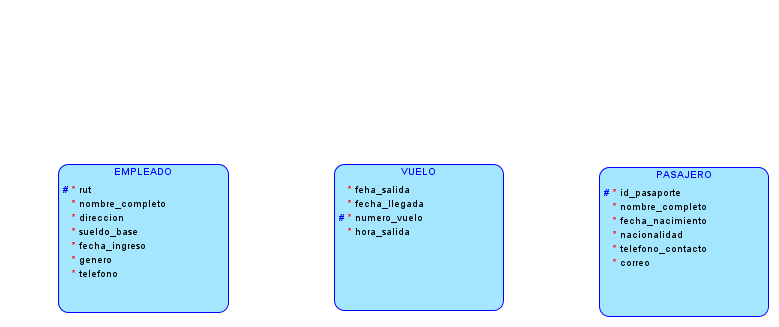 EMPLEADO
# * rut
* nombre_completo
* direccion
* sueldo_base
* fecha_ingreso
* genero
* telefono
VUELO
* feha_salida
* fecha_llegada
# * numero_vuelo
* hora_salida
PASAJERO
# * id_pasaporte
* nombre_completo
* fecha_nacimiento
* nacionalidad
* telefono_contacto
* correo